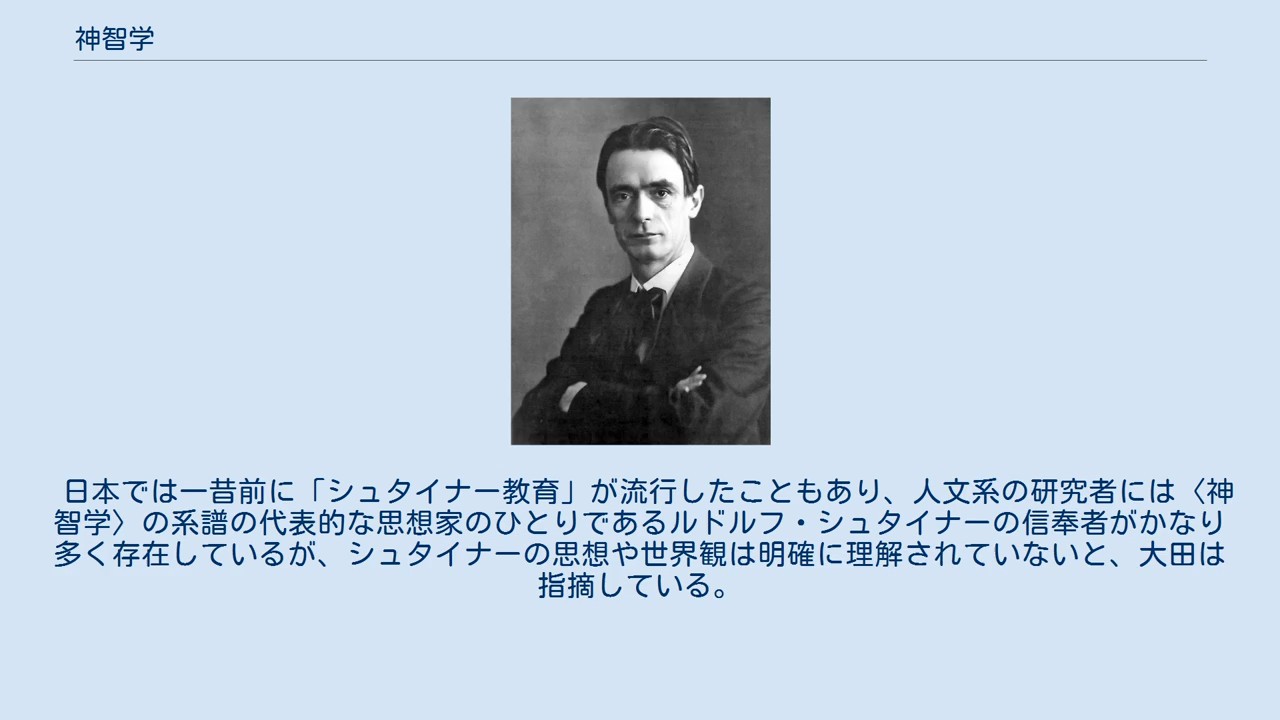 神智学
日本では一昔前に「シュタイナー教育」が流行したこともあり、人文系の研究者には〈神
智学〉の系譜の代表的な思想家のひとりであるルドルフ・シュタイナーの信奉者がかなり
多く存在しているが、シュタイナーの思想や世界観は明確に理解されていないと、大田は
指摘している。